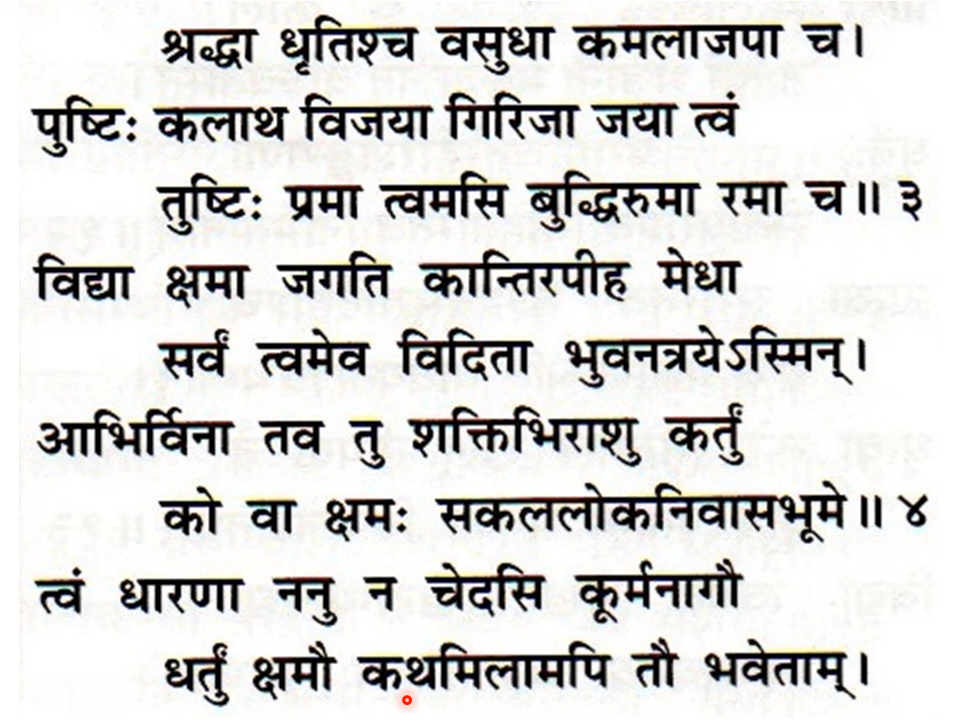 श्रद्धा धृतिश्च वसुधा कमलाजपा च।
पुष्टिः कलाथ विजया गिरिजा जया त्वं
तुष्टिः प्रमा त्वमसि बुद्धिरुमा रमा च॥ ३
विद्या क्षमा जगति कान्तिरपीह मेधा
सर्वं त्वमेव विदिता भुवनत्रयेऽस्मिन्।
आभिर्विना तव तु शक्तिभिराशु कर्तुं
को वा क्षमः सकललोकनिवासभूमे॥ ४
त्वं धारणा ननु न चेदसि कूर्मनागौ
धर्तुं क्षमौ कथमिलामपि तौ भवेताम्।